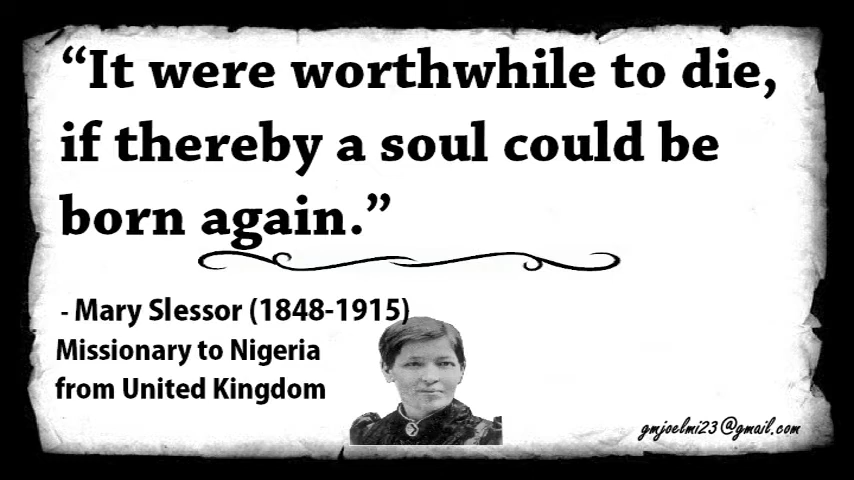 “It were worthwhile to die,
if thereby a soul could be
born again.”
- Mary Slessor (1848-1915)
Missionary to Nigeria
from United Kingdom
gmjoelmi23@gmail.com